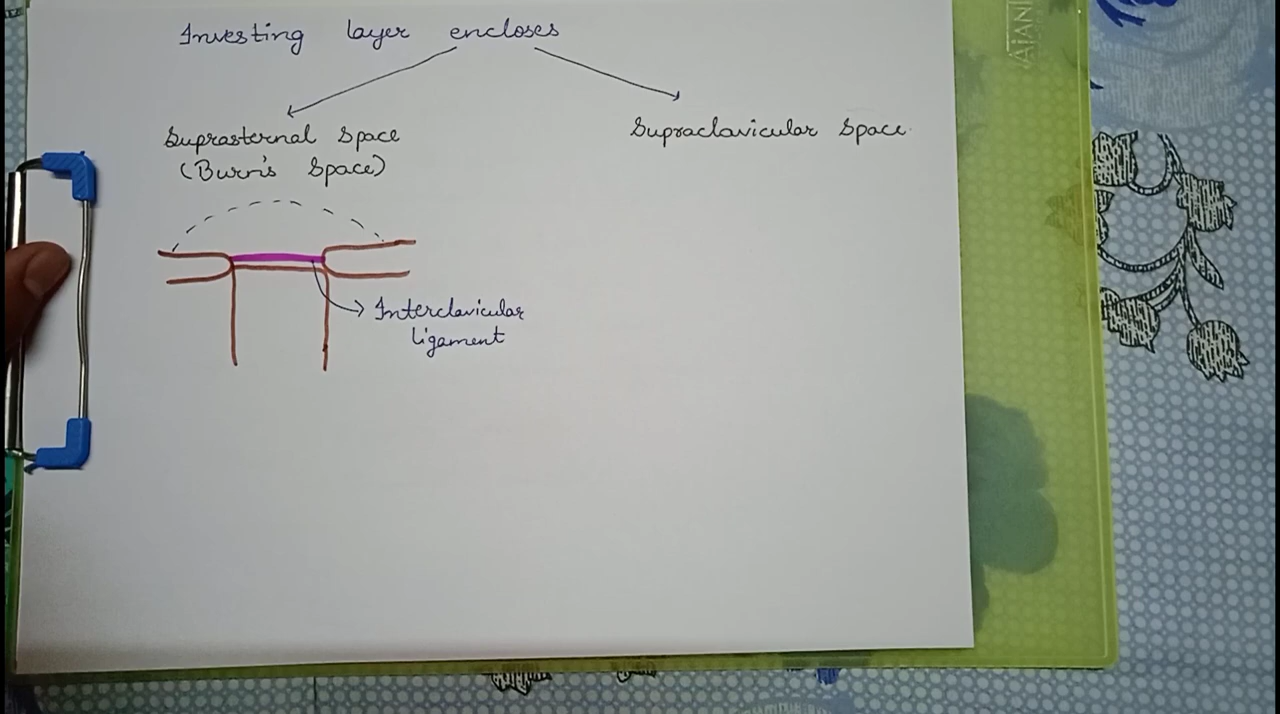 Investing layer encloses
Suprasternal Space
(Burn's Space)
Supraclavicular Space.
Interclavicular
ligament